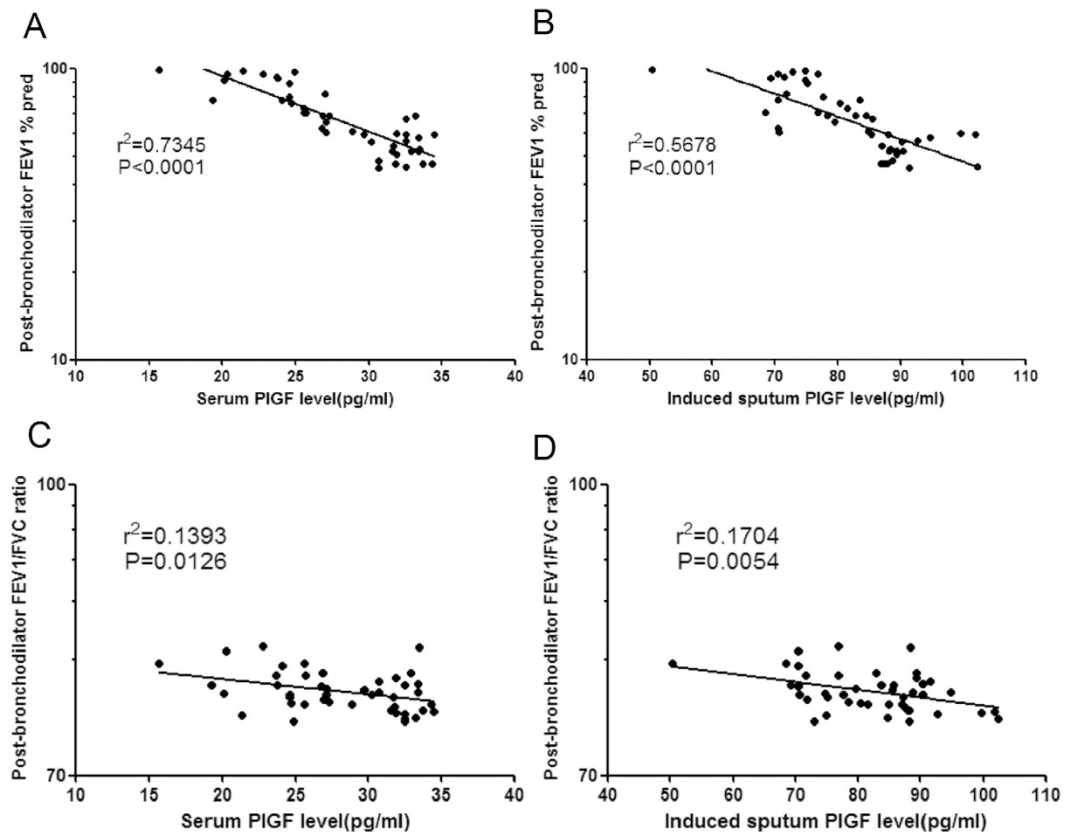 A
Post-bronchodilator FEV1 % pred
100
10
r²=0.7345
P<0.0001
10 15 20 25 30 35 40
Serum PIGF level(pg/ml)
B
Post-bronchodilator FEV1 % pred
100
10
r²=0.5678
P<0.0001
40 50 60 70 80 90 100 110
Induced sputum PIGF level(pg/ml)
C
Post-bronchodilator FEV1/FVC ratio
100
70
r²=0.1393
P=0.0126
10 15 20 25 30 35 40
Serum PIGF level(pg/ml)
D
Post-bronchodilator FEV1/FVC ratio
100
70
r²=0.1704
P=0.0054
40 50 60 70 80 90 100 110
Induced sputum PIGF level(pg/ml)